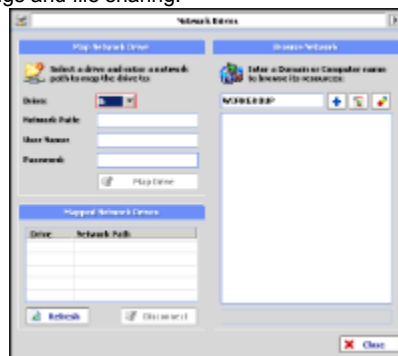 gs and file sharing.
Network Drives
Map Network Drive
Select a drive and enter a network
path to map the drive to:
Drive:
Network Path:
User Name:
Password:
Map Drive
Mapped Network Drives
Drive Network Path
Refresh
Disconnect
Browse Network
Enter a Domain or Computer name
to browse its resources:
WORKGROUP
Close